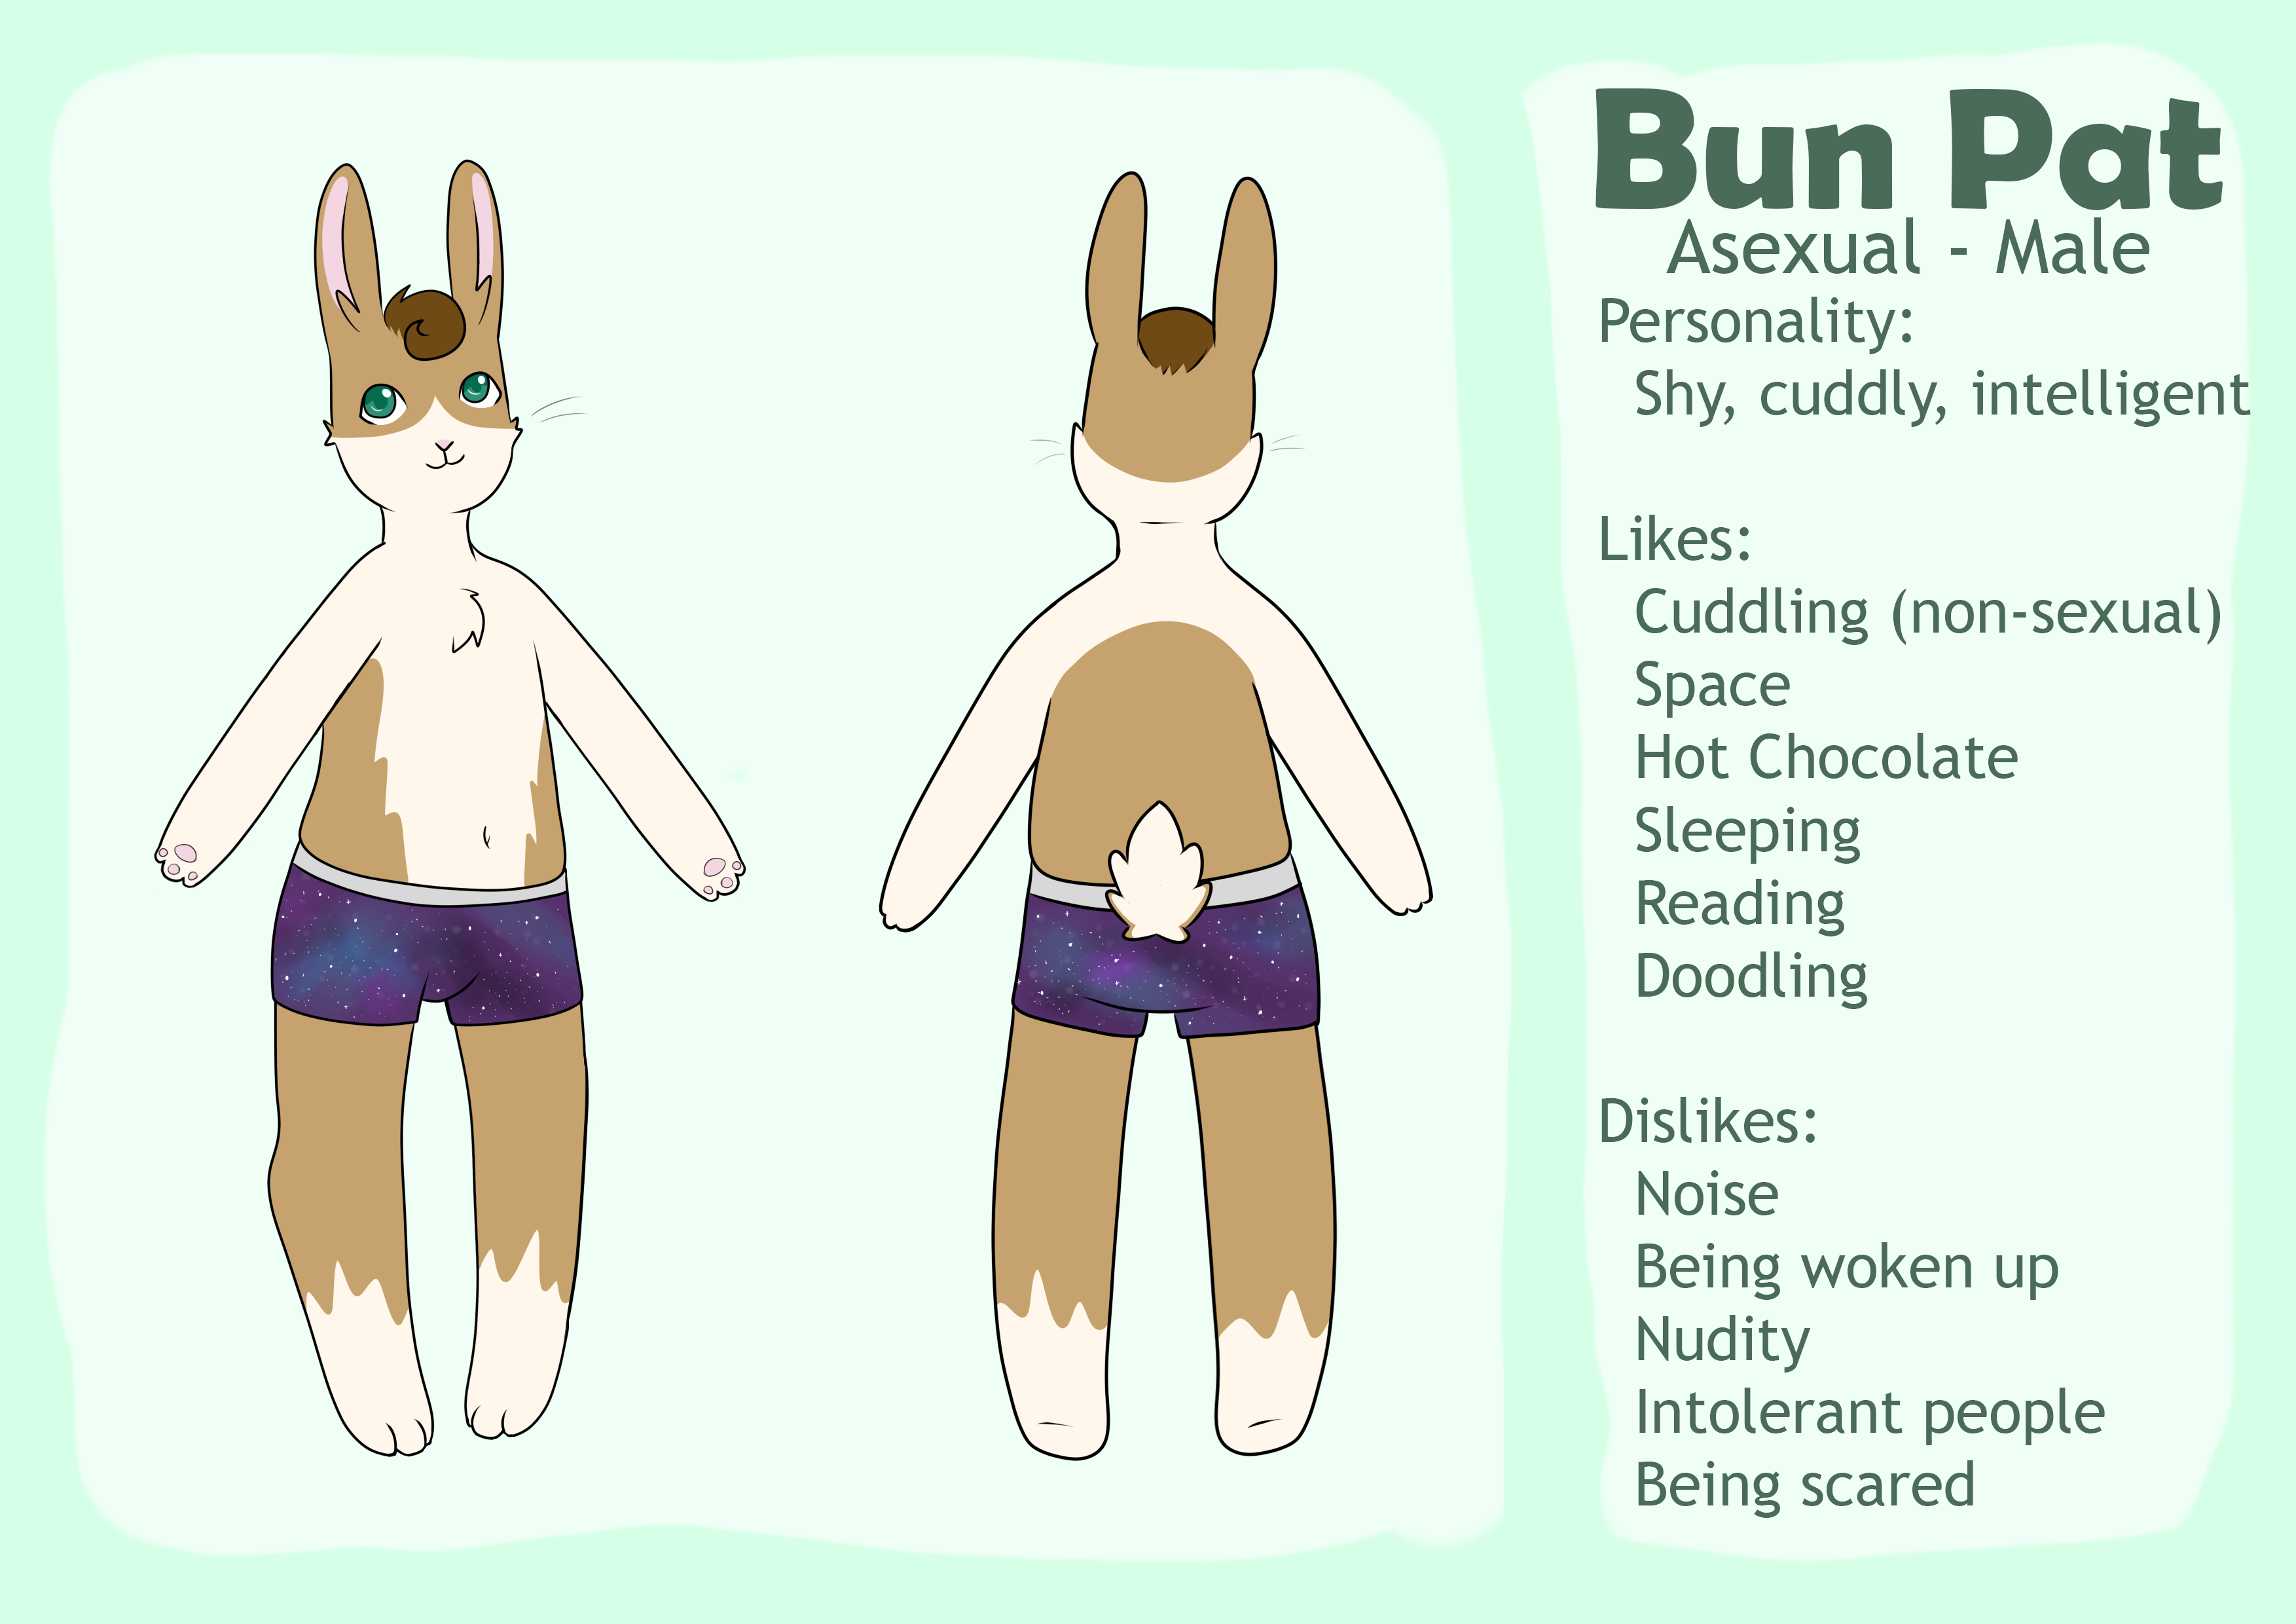 Bun Pat
Asexual - Male
Personality:
Shy, cuddly, intelligent
Likes:
Cuddling (non-sexual)
Space
Hot Chocolate
Sleeping
Reading
Doodling
Dislikes:
Noise
Being woken up
Nudity
Intolerant people
Being scared